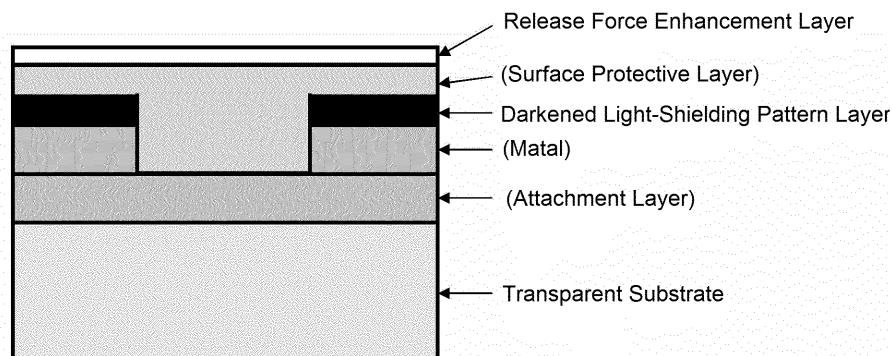 Release Force Enhancement Layer
(Surface Protective Layer)
Darkened Light-Shielding Pattern Layer
(Matal)
(Attachment Layer)
Transparent Substrate